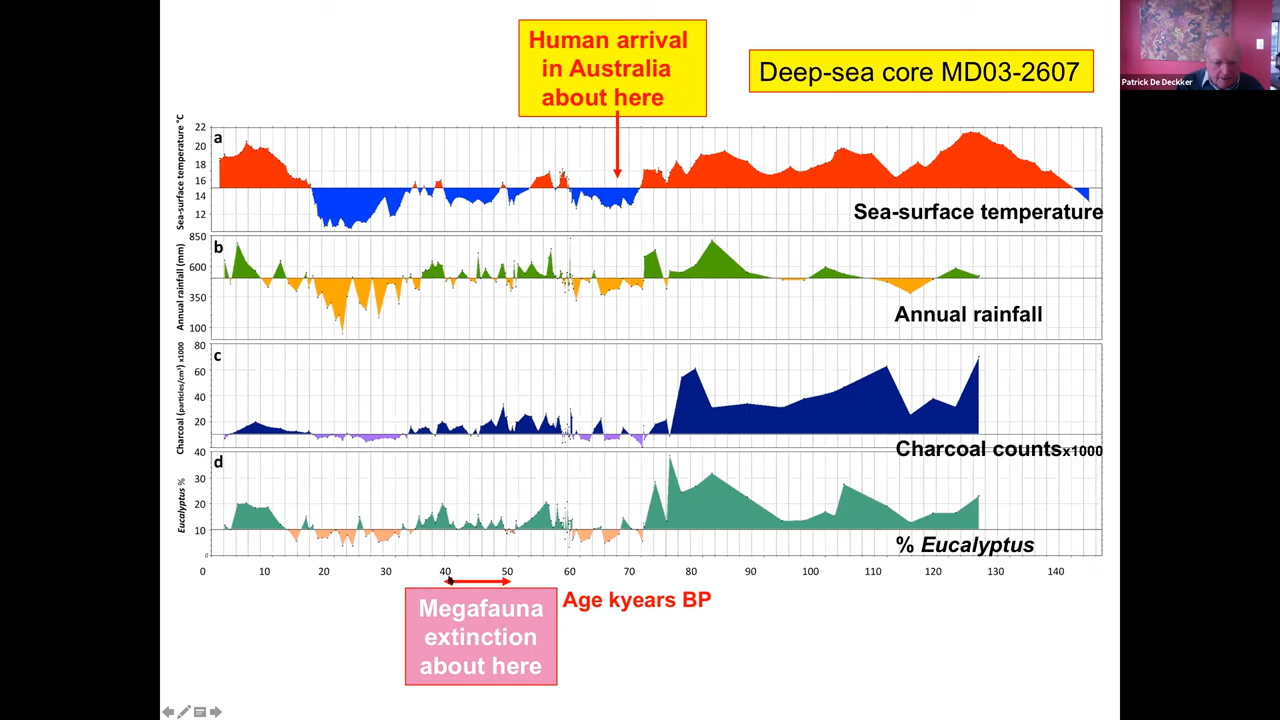 Human arrival
in Australia
about here
Deep-sea core MD03-2607
Patrick De Deckker
Sea-surface temperature °C
22
20
18
16
14
12
a
Sea-surface temperature
Annual rainfall (mm)
850
600
350
100
b
Annual rainfall
Charcoal (particles/cm³) x1000
80
60
40
20
c
Charcoal counts x1000
Eucalyptus %
40
30
20
10
0
d
% Eucalyptus
0 10 20 30 40 50 60 70 80 90 100 110 120 130 140
Age kyears BP
Megafauna
extinction
about here